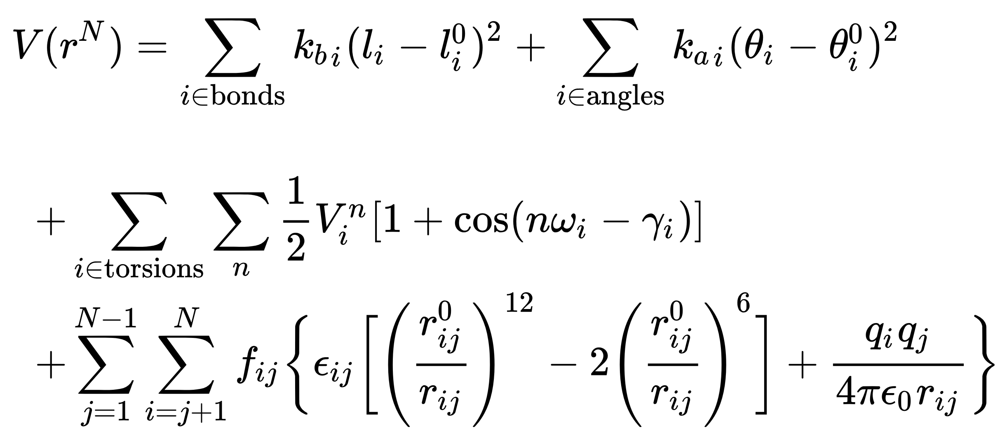 V(r^N) = \sum_{i \in \text{bonds}} k_{b\,i} (l_i - l_i^0)^2 + \sum_{i \in \text{angles}} k_{a\,i} (\theta_i - \theta_i^0)^2
+ \sum_{i \in \text{torsions}} \sum_n \frac{1}{2} V_i^n [1 + \cos(n\omega_i - \gamma_i)]
+ \sum_{j=1}^{N-1} \sum_{i=j+1}^{N} f_{ij} \left\{ \epsilon_{ij} \left[ \left( \frac{r_{ij}^0}{r_{ij}} \right)^{12} - 2 \left( \frac{r_{ij}^0}{r_{ij}} \right)^6 \right] + \frac{q_i q_j}{4\pi\epsilon_0 r_{ij}} \right\}